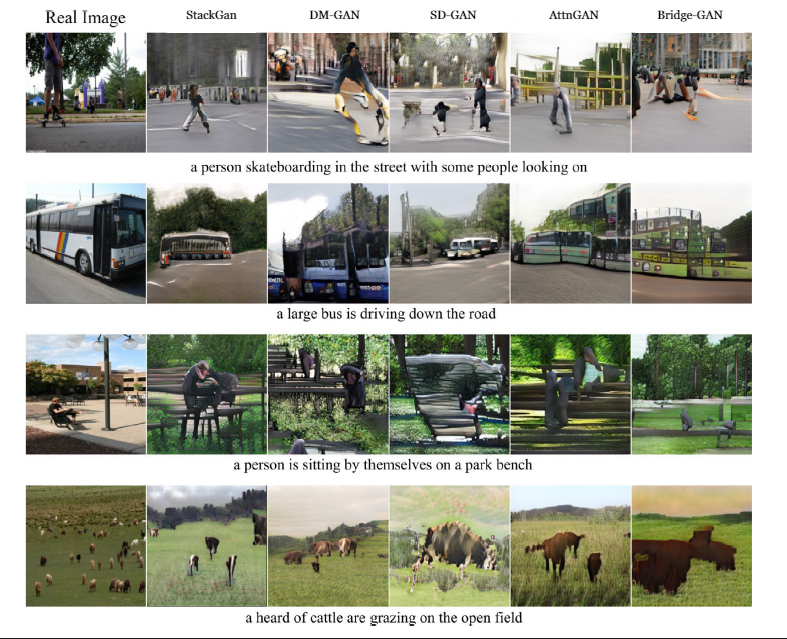 Real Image StackGan DM-GAN SD-GAN AttnGAN Bridge-GAN
a person skateboarding in the street with some people looking on
a large bus is driving down the road
a person is sitting by themselves on a park bench
a heard of cattle are grazing on the open field